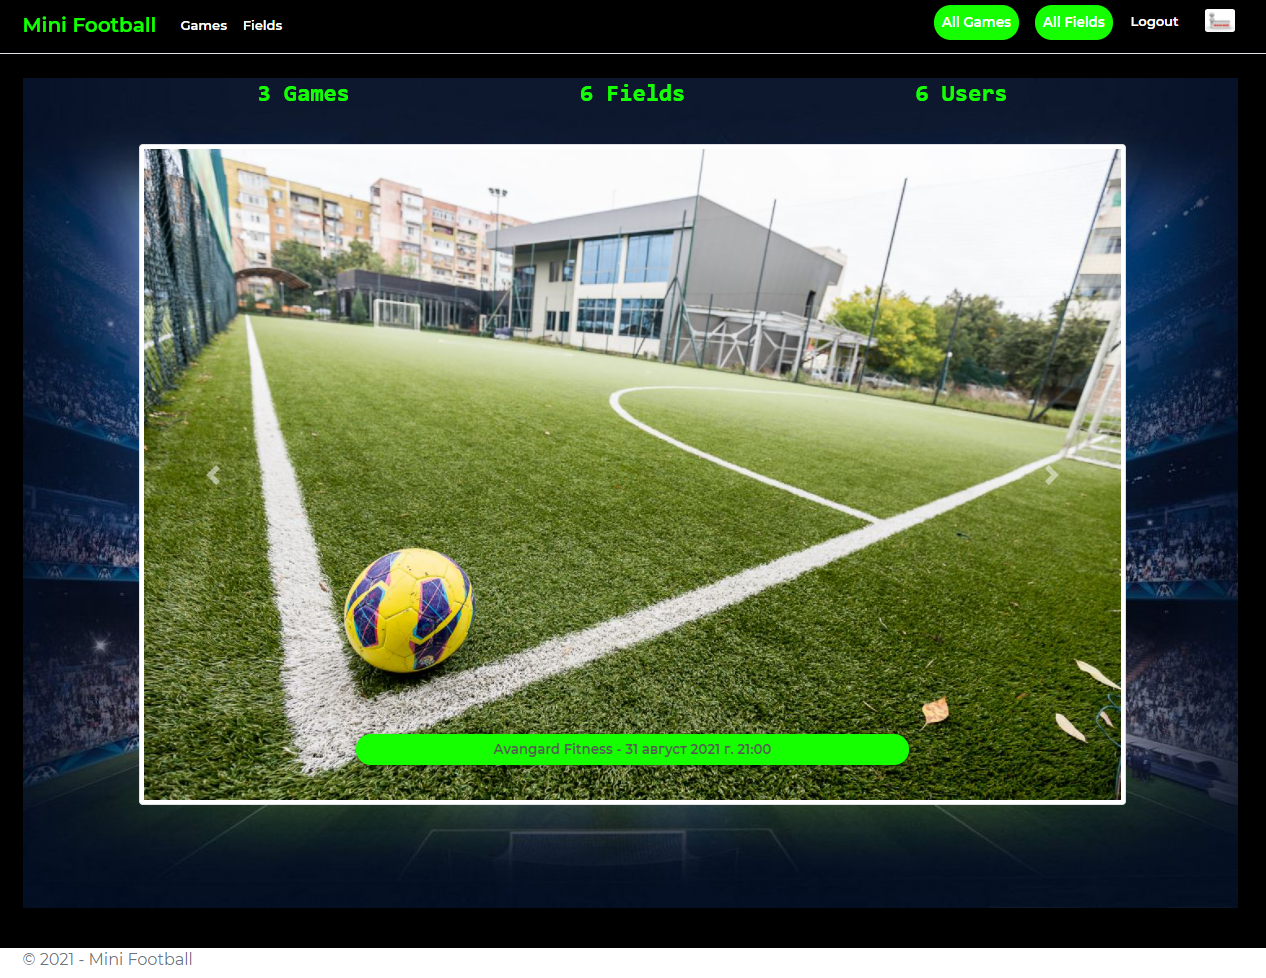 Mini Football Games Fields All Games All Fields Logout
3 Games 6 Fields 6 Users
Avangard Fitness - 31 август 2021 г. 21:00
© 2021 - Mini Football